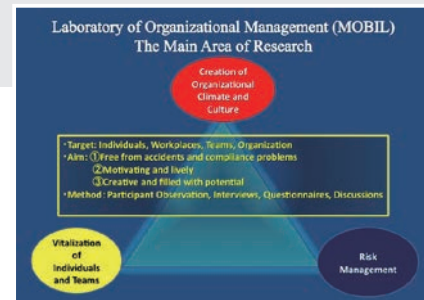 Laboratory of Organizational Management (MOBIL)
The Main Area of Research
Creation of
Organizational
Climate and
Culture
・Target: Individuals, Workplaces, Teams, Organization
・Aim: ①Free from accidents and compliance problems
②Motivating and lively
③Creative and filled with potential
・Method: Participant Observation, Interviews, Questionnaires, Discussions
Vitalization
of
Individuals
and Teams
Risk
Management